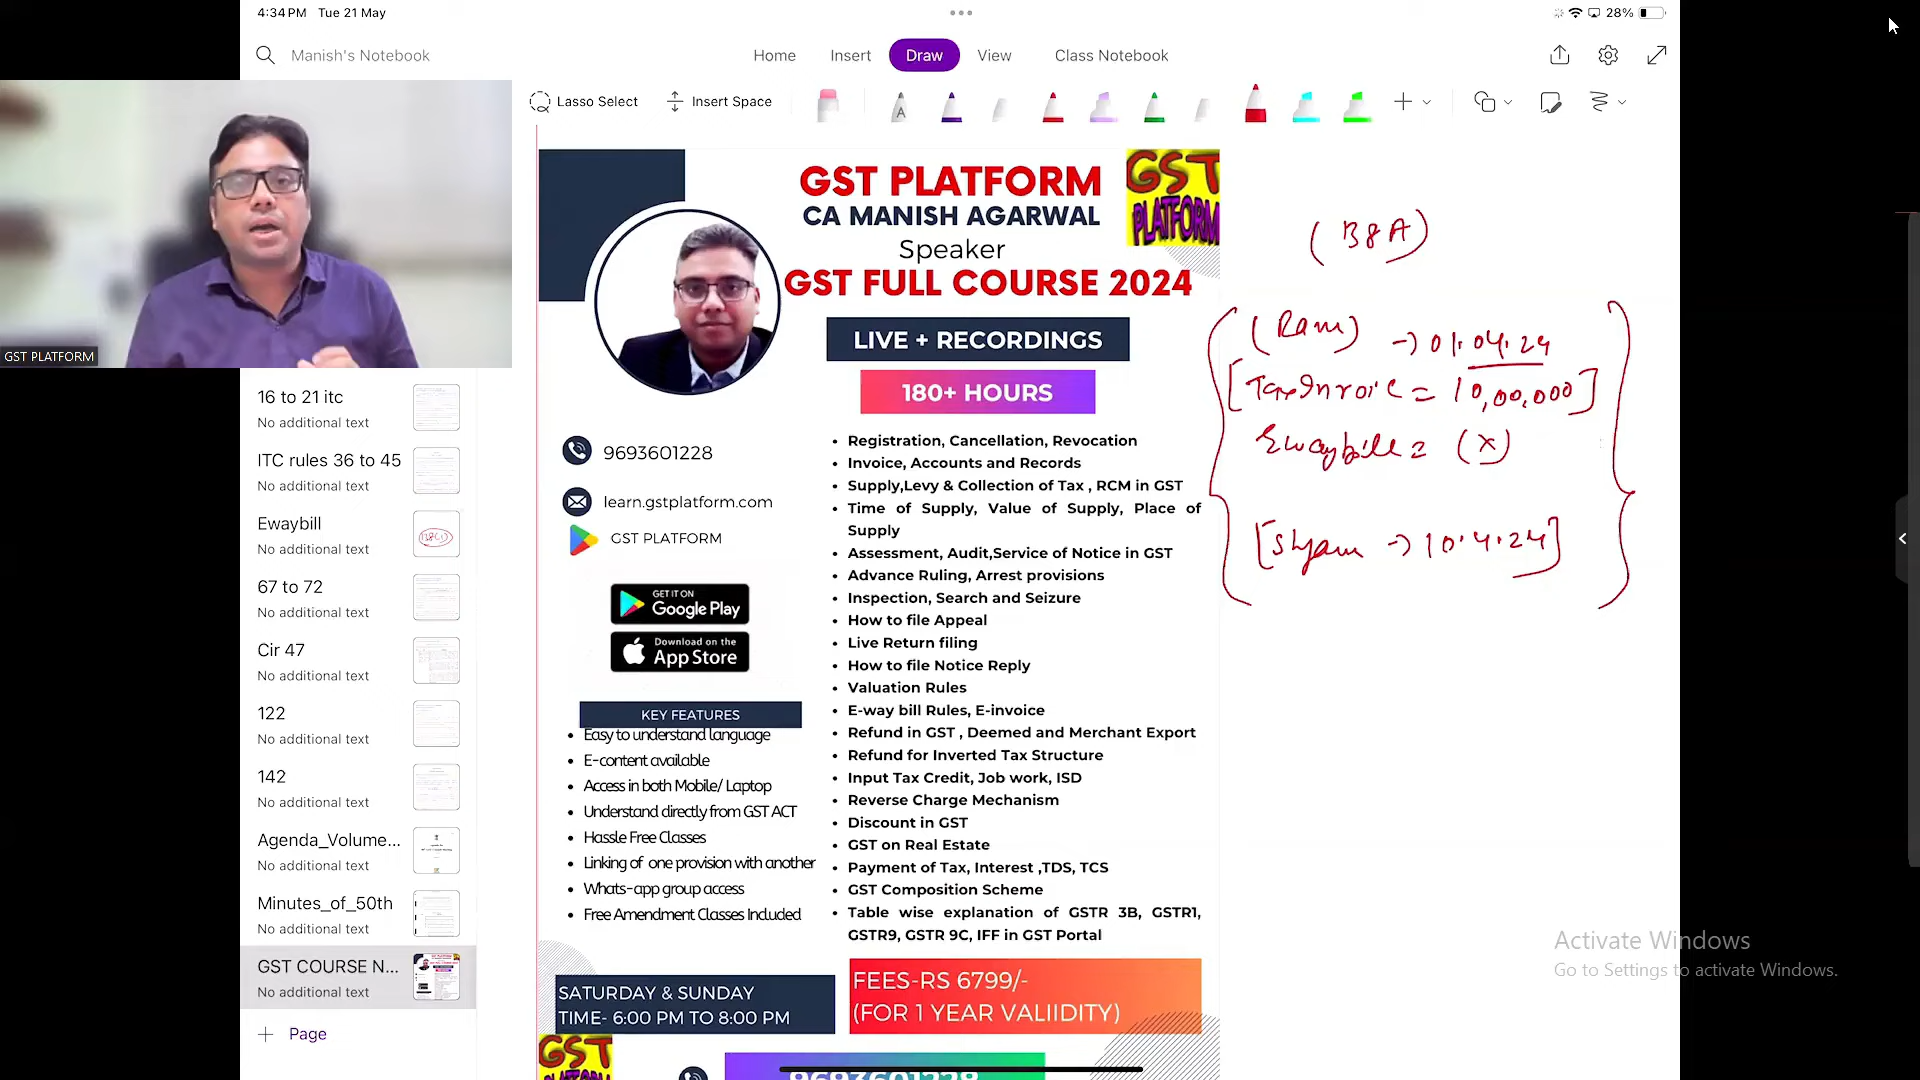 4:34 PM Tue 21 May
28%
Manish's Notebook
Home Insert Draw View Class Notebook
Lasso Select Insert Space
A
GST PLATFORM
16 to 21 itc
No additional text
ITC rules 36 to 45
No additional text
Ewaybill
No additional text
67 to 72
No additional text
Cir 47
No additional text
122
No additional text
142
No additional text
Agenda_Volume...
No additional text
Minutes_of_50th
No additional text
GST COURSE N...
No additional text
Page
GST PLATFORM
CA MANISH AGARWAL
Speaker
GST FULL COURSE 2024
GST
PLATFORM
LIVE + RECORDINGS
180+ HOURS
9693601228
learn.gstplatform.com
GST PLATFORM
GET IT ON
Google Play
Download on the
App Store
KEY FEATURES
• Easy to understand language
• E-content available
• Access in both Mobile/ Laptop
• Understand directly from GST ACT
• Hassle Free Classes
• Linking of one provision with another
• Whats-app group access
• Free Amendment Classes Included
• Registration, Cancellation, Revocation
• Invoice, Accounts and Records
• Supply,Levy & Collection of Tax , RCM in GST
• Time of Supply, Value of Supply, Place of
Supply
• Assessment, Audit,Service of Notice in GST
• Advance Ruling, Arrest provisions
• Inspection, Search and Seizure
• How to file Appeal
• Live Return filing
• How to file Notice Reply
• Valuation Rules
• E-way bill Rules, E-invoice
• Refund in GST , Deemed and Merchant Export
• Refund for Inverted Tax Structure
• Input Tax Credit, Job work, ISD
• Reverse Charge Mechanism
• Discount in GST
• GST on Real Estate
• Payment of Tax, Interest ,TDS, TCS
• GST Composition Scheme
• Table wise explanation of GSTR 3B, GSTR1,
GSTR9, GSTR 9C, IFF in GST Portal
SATURDAY & SUNDAY
TIME- 6:00 PM TO 8:00 PM
FEES-RS 6799/-
(FOR 1 YEAR VALIIDITY)
GST
PLATFORM
9693601228
(138A)
(Ram) → 01.04.24
[Tax Invoice = 10,00,000]
Ewaybill = (X)
[Shyam → 10.4.24]
Activate Windows
Go to Settings to activate Windows.